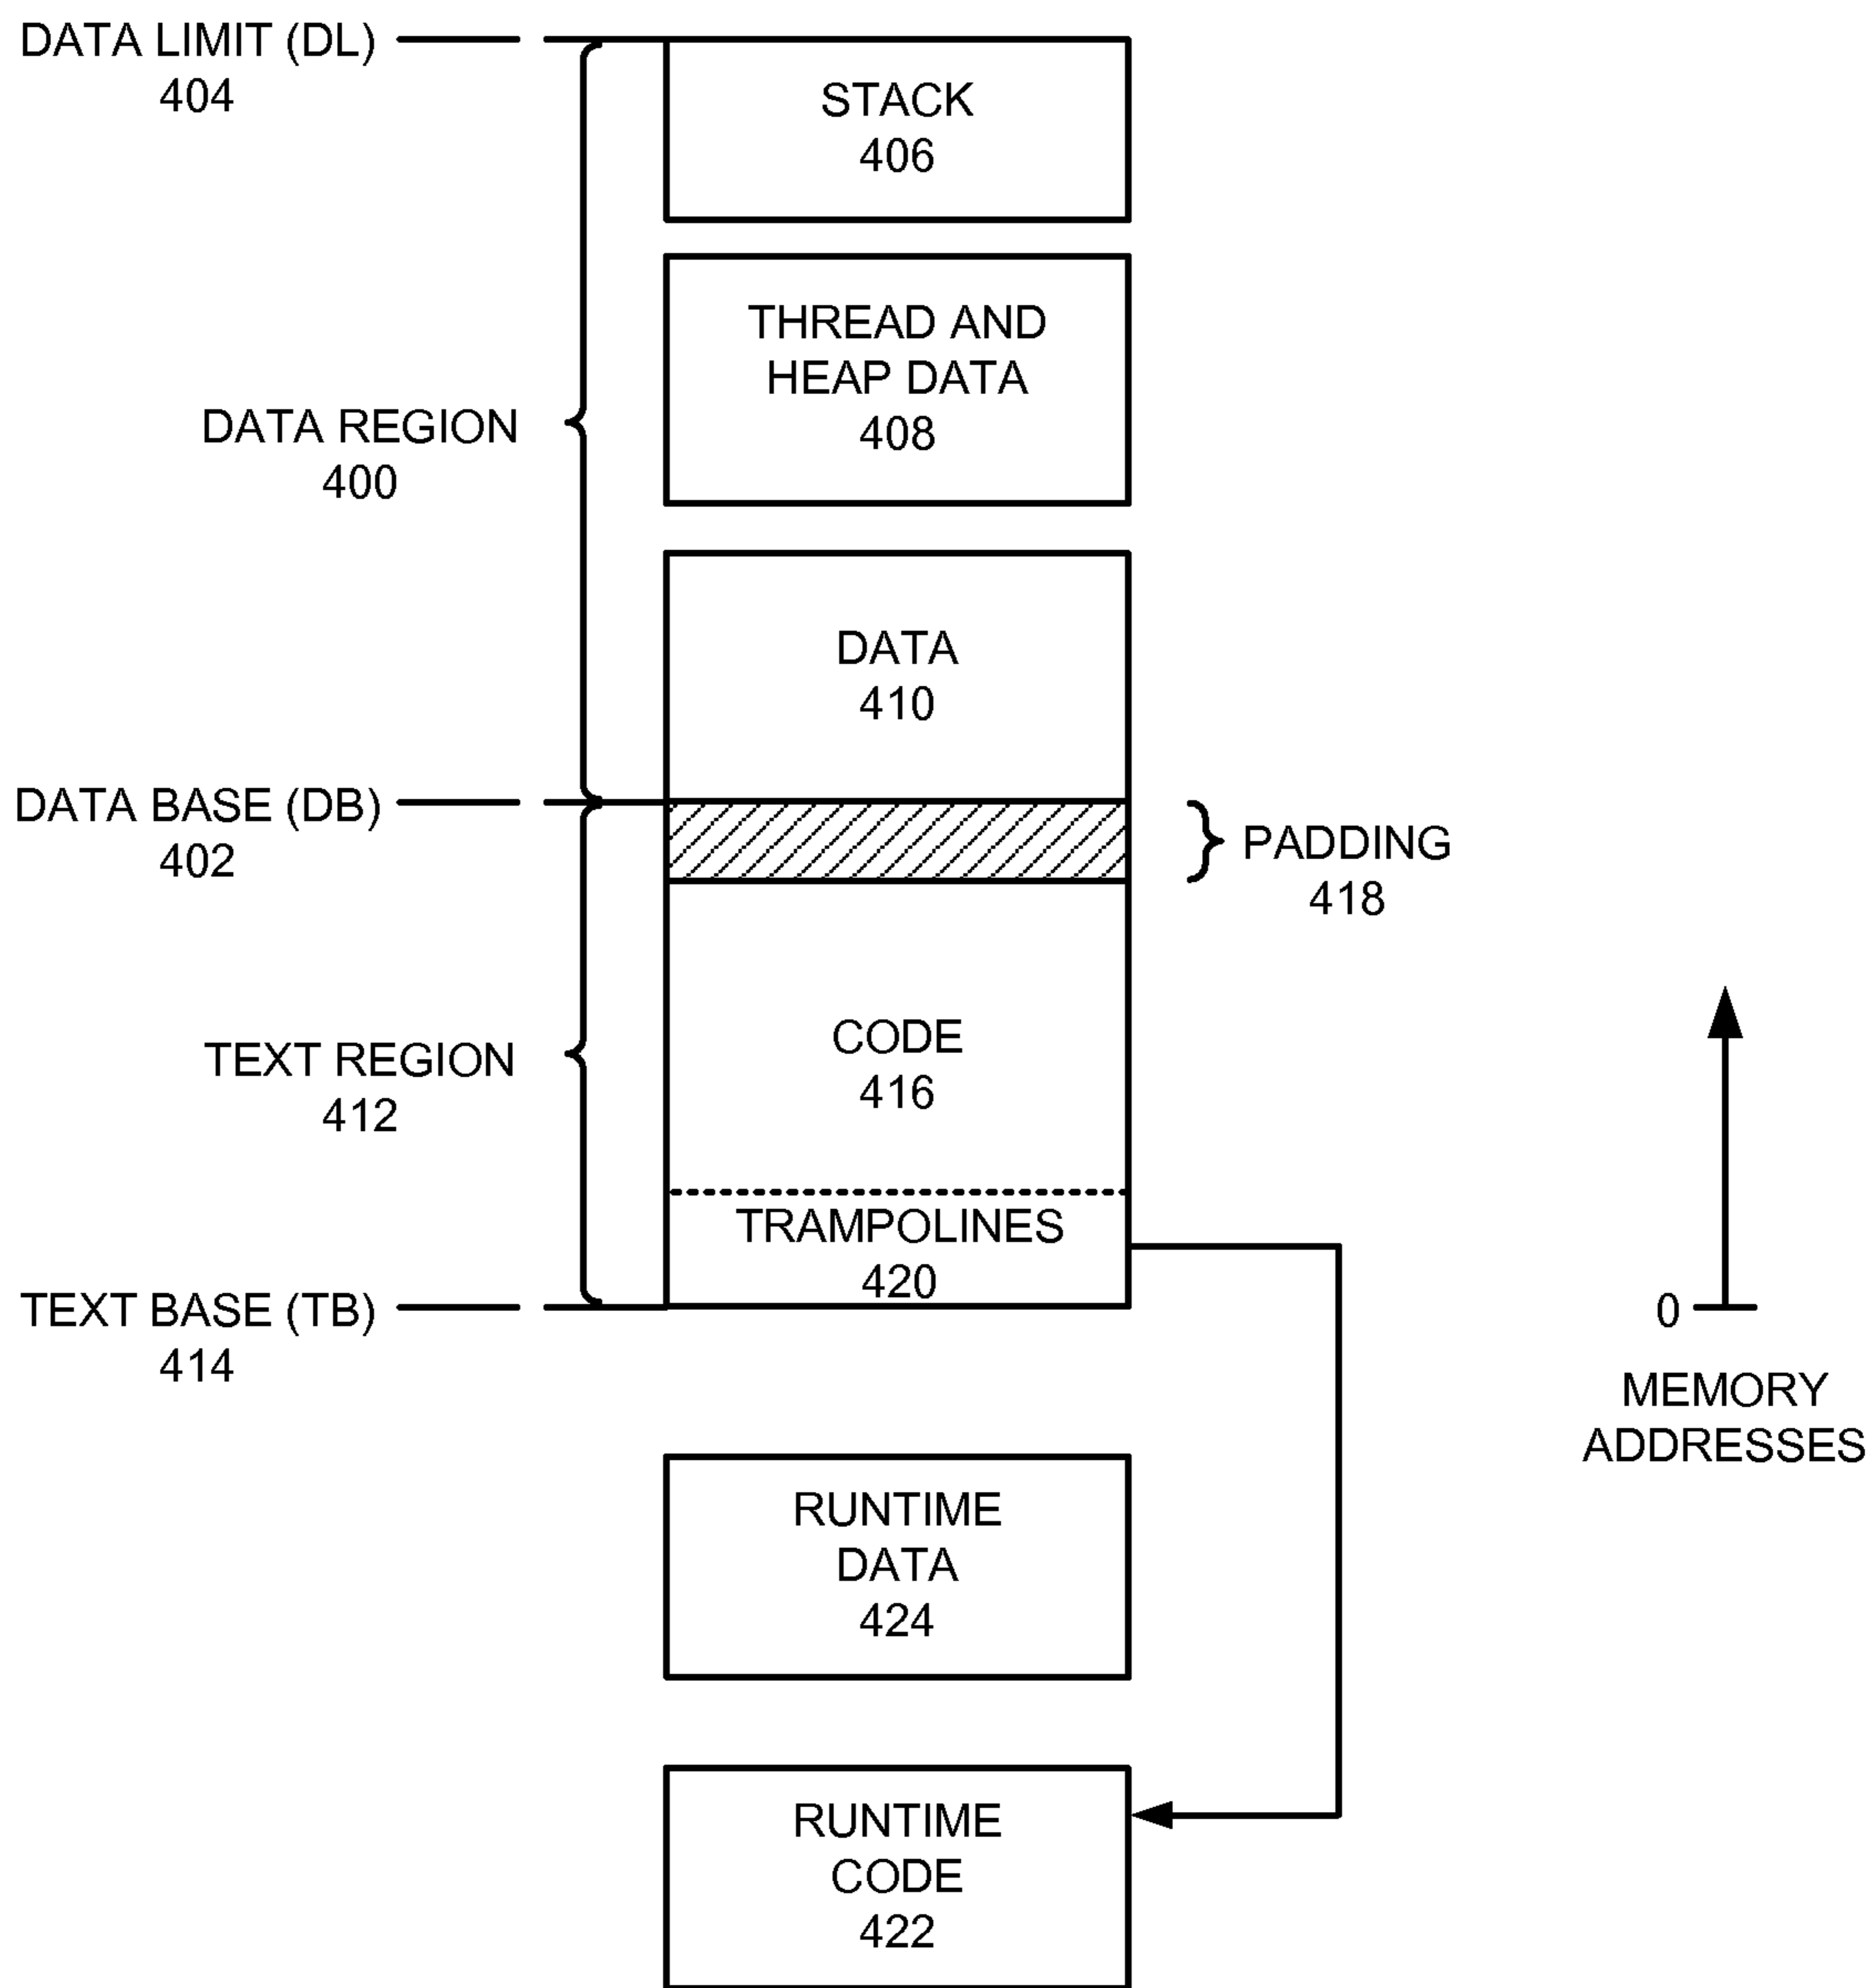 DATA LIMIT (DL)
404
STACK
406
THREAD AND
HEAP DATA
408
DATA REGION
400
DATA
410
DATA BASE (DB)
402
PADDING
418
CODE
416
TEXT REGION
412
TRAMPOLINES
420
TEXT BASE (TB)
414
0
MEMORY
ADDRESSES
RUNTIME
DATA
424
RUNTIME
CODE
422